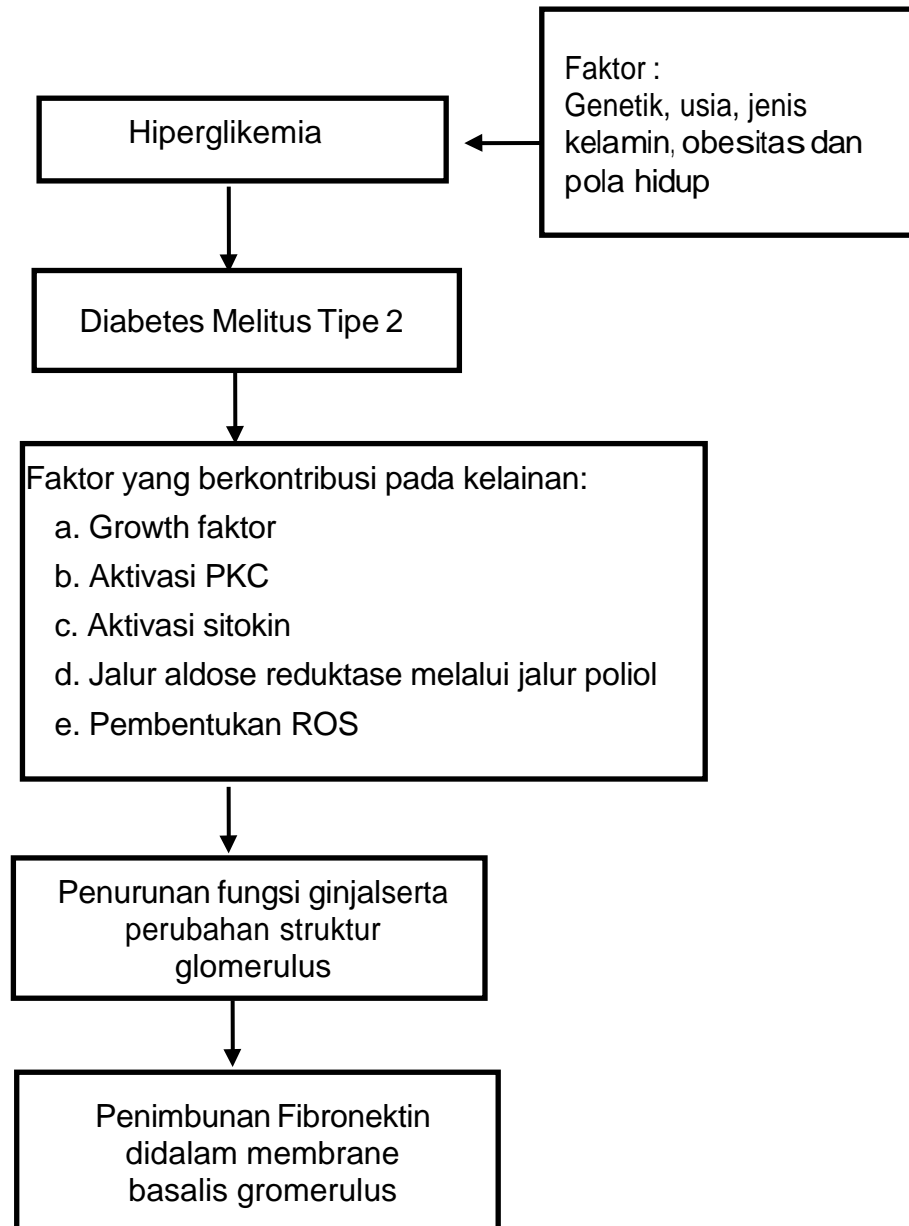 Faktor :
Genetik, usia, jenis
kelamin, obesitas dan
pola hidup
Hiperglikemia
Diabetes Melitus Tipe 2
Faktor yang berkontribusi pada kelainan:
a. Growth faktor
b. Aktivasi PKC
c. Aktivasi sitokin
d. Jalur aldose reduktase melalui jalur poliol
e. Pembentukan ROS
Penurunan fungsi ginjalserta
perubahan struktur
glomerulus
Penimbunan Fibronektin
didalam membrane
basalis gromerulus